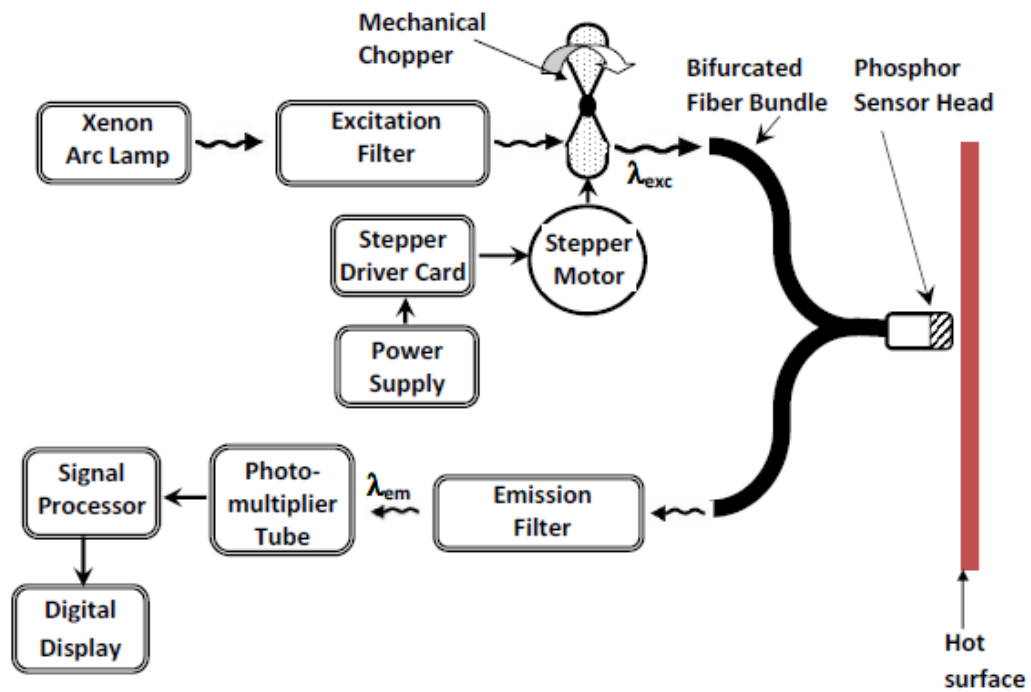 Mechanical
Chopper
Bifurcated
Fiber Bundle
Phosphor
Sensor Head
Xenon
Arc Lamp
Excitation
Filter
λexc
Stepper
Driver Card
Stepper
Motor
Power
Supply
Signal
Processor
Photo-
multiplier
Tube
λem
Emission
Filter
Digital
Display
Hot
surface